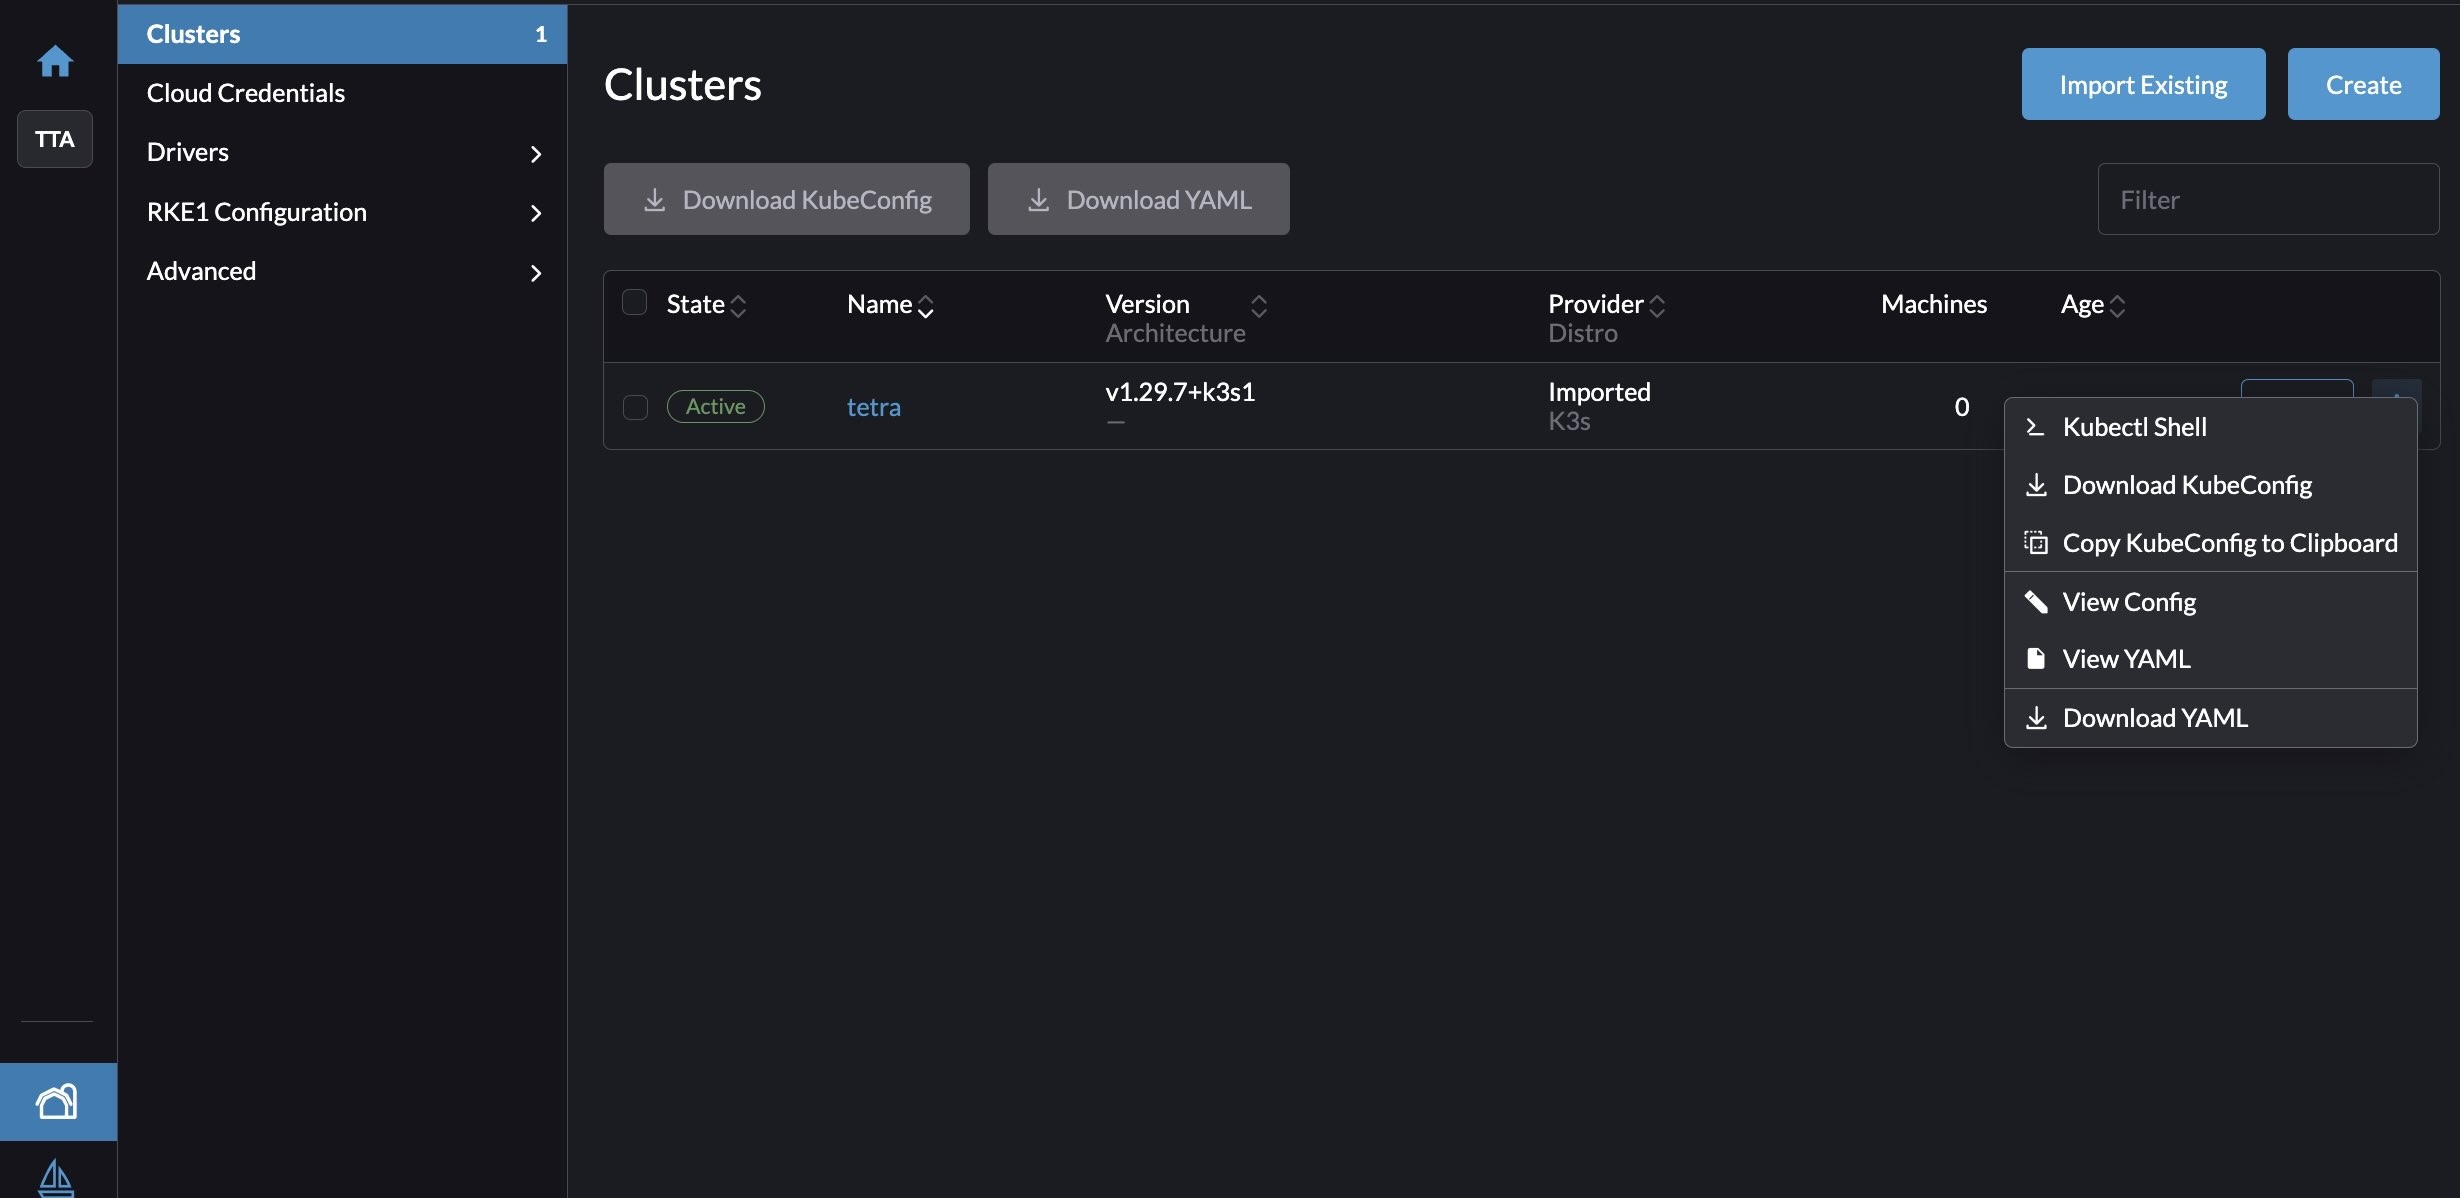 TTA
Clusters 1
Cloud Credentials
Drivers
RKE1 Configuration
Advanced
Clusters
Import Existing
Create
Download KubeConfig
Download YAML
Filter
State Name Version Provider Machines Age
Architecture Distro
Active tetra v1.29.7+k3s1 Imported 0
— K3s
Kubectl Shell
Download KubeConfig
Copy KubeConfig to Clipboard
View Config
View YAML
Download YAML